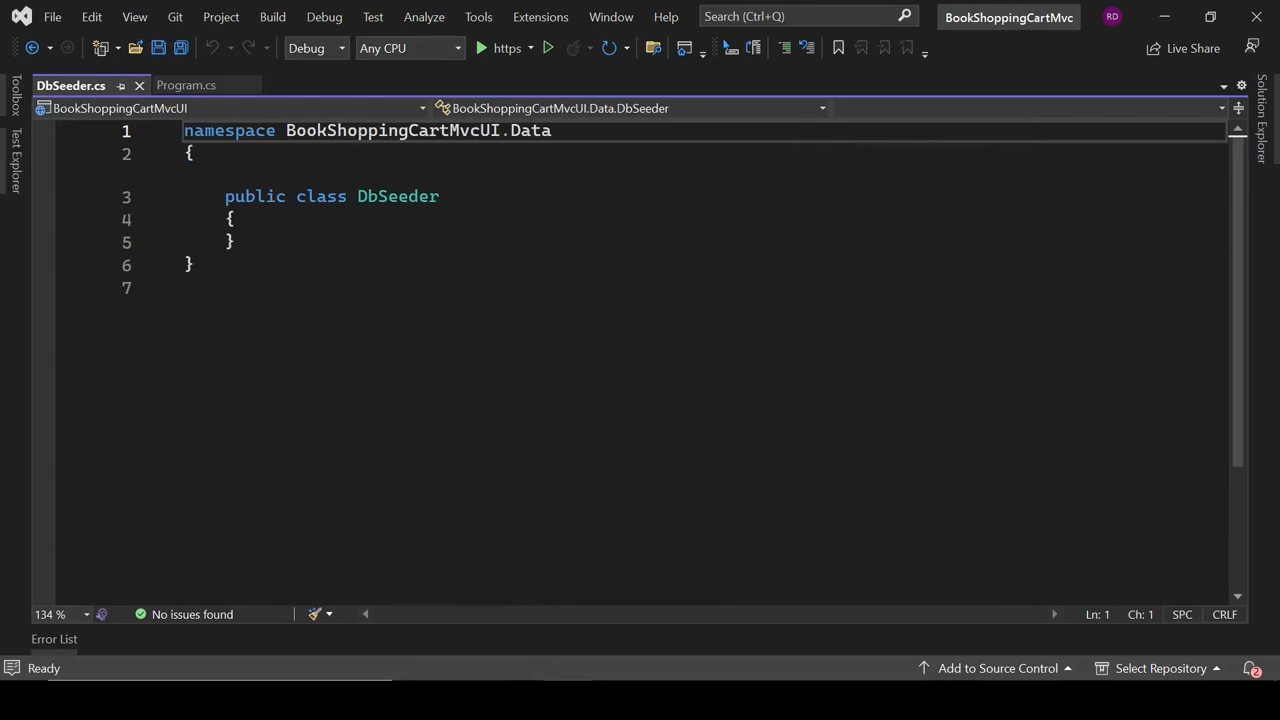 File Edit View Git Project Build Debug Test Analyze Tools Extensions Window Help Search (Ctrl+Q) BookShoppingCartMvc RD
Debug Any CPU https Live Share
DbSeeder.cs Program.cs
BookShoppingCartMvcUI BookShoppingCartMvcUI.Data.DbSeeder
Toolbox
Test Explorer
Solution Explorer
1 namespace BookShoppingCartMvcUI.Data
2 {
3 public class DbSeeder
4 {
5 }
6 }
7
134 % No issues found Ln: 1 Ch: 1 SPC CRLF
Error List
Ready Add to Source Control Select Repository 2